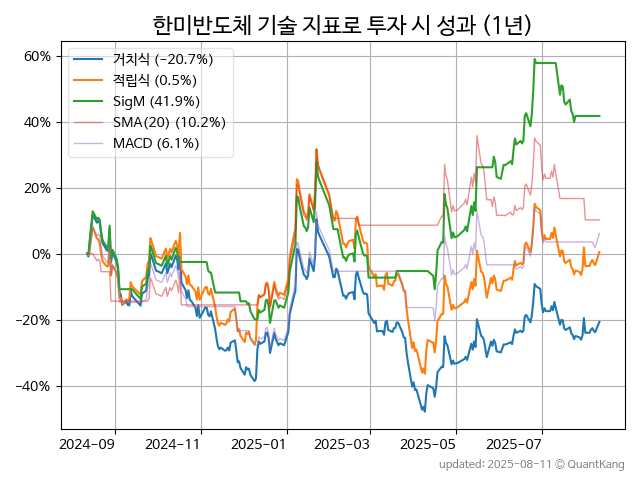 한미반도체 기술 지표로 투자 시 성과 (1년)
60%
40%
20%
0%
−20%
−40%
거치식 (−20.7%)
적립식 (0.5%)
SigM (41.9%)
SMA(20) (10.2%)
MACD (6.1%)
2024−09
2024−11
2025−01
2025−03
2025−05
2025−07
updated: 2025−08−11 © QuantKang